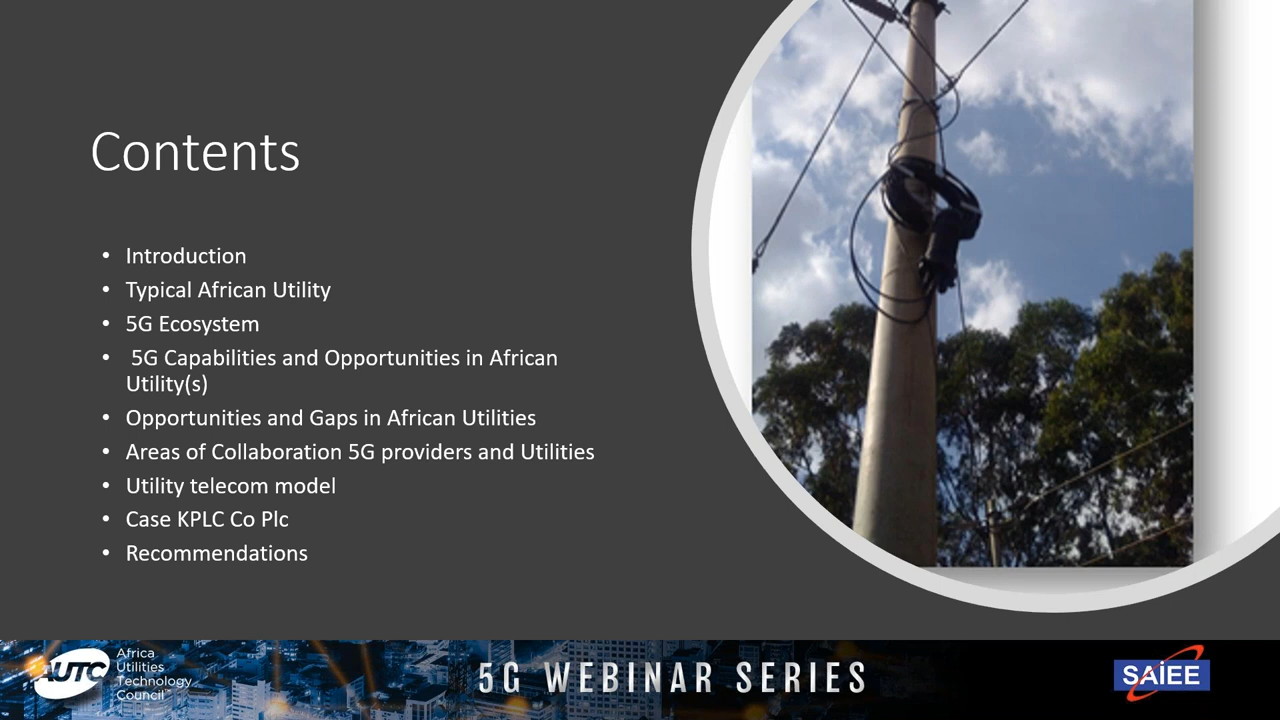 Contents
• Introduction
• Typical African Utility
• 5G Ecosystem
• 5G Capabilities and Opportunities in African
Utility(s)
• Opportunities and Gaps in African Utilities
• Areas of Collaboration 5G providers and Utilities
• Utility telecom model
• Case KPLC Co Plc
• Recommendations
AUTC
Africa
Utilities
Technology
Council
5G WEBINAR SERIES
SAIEE